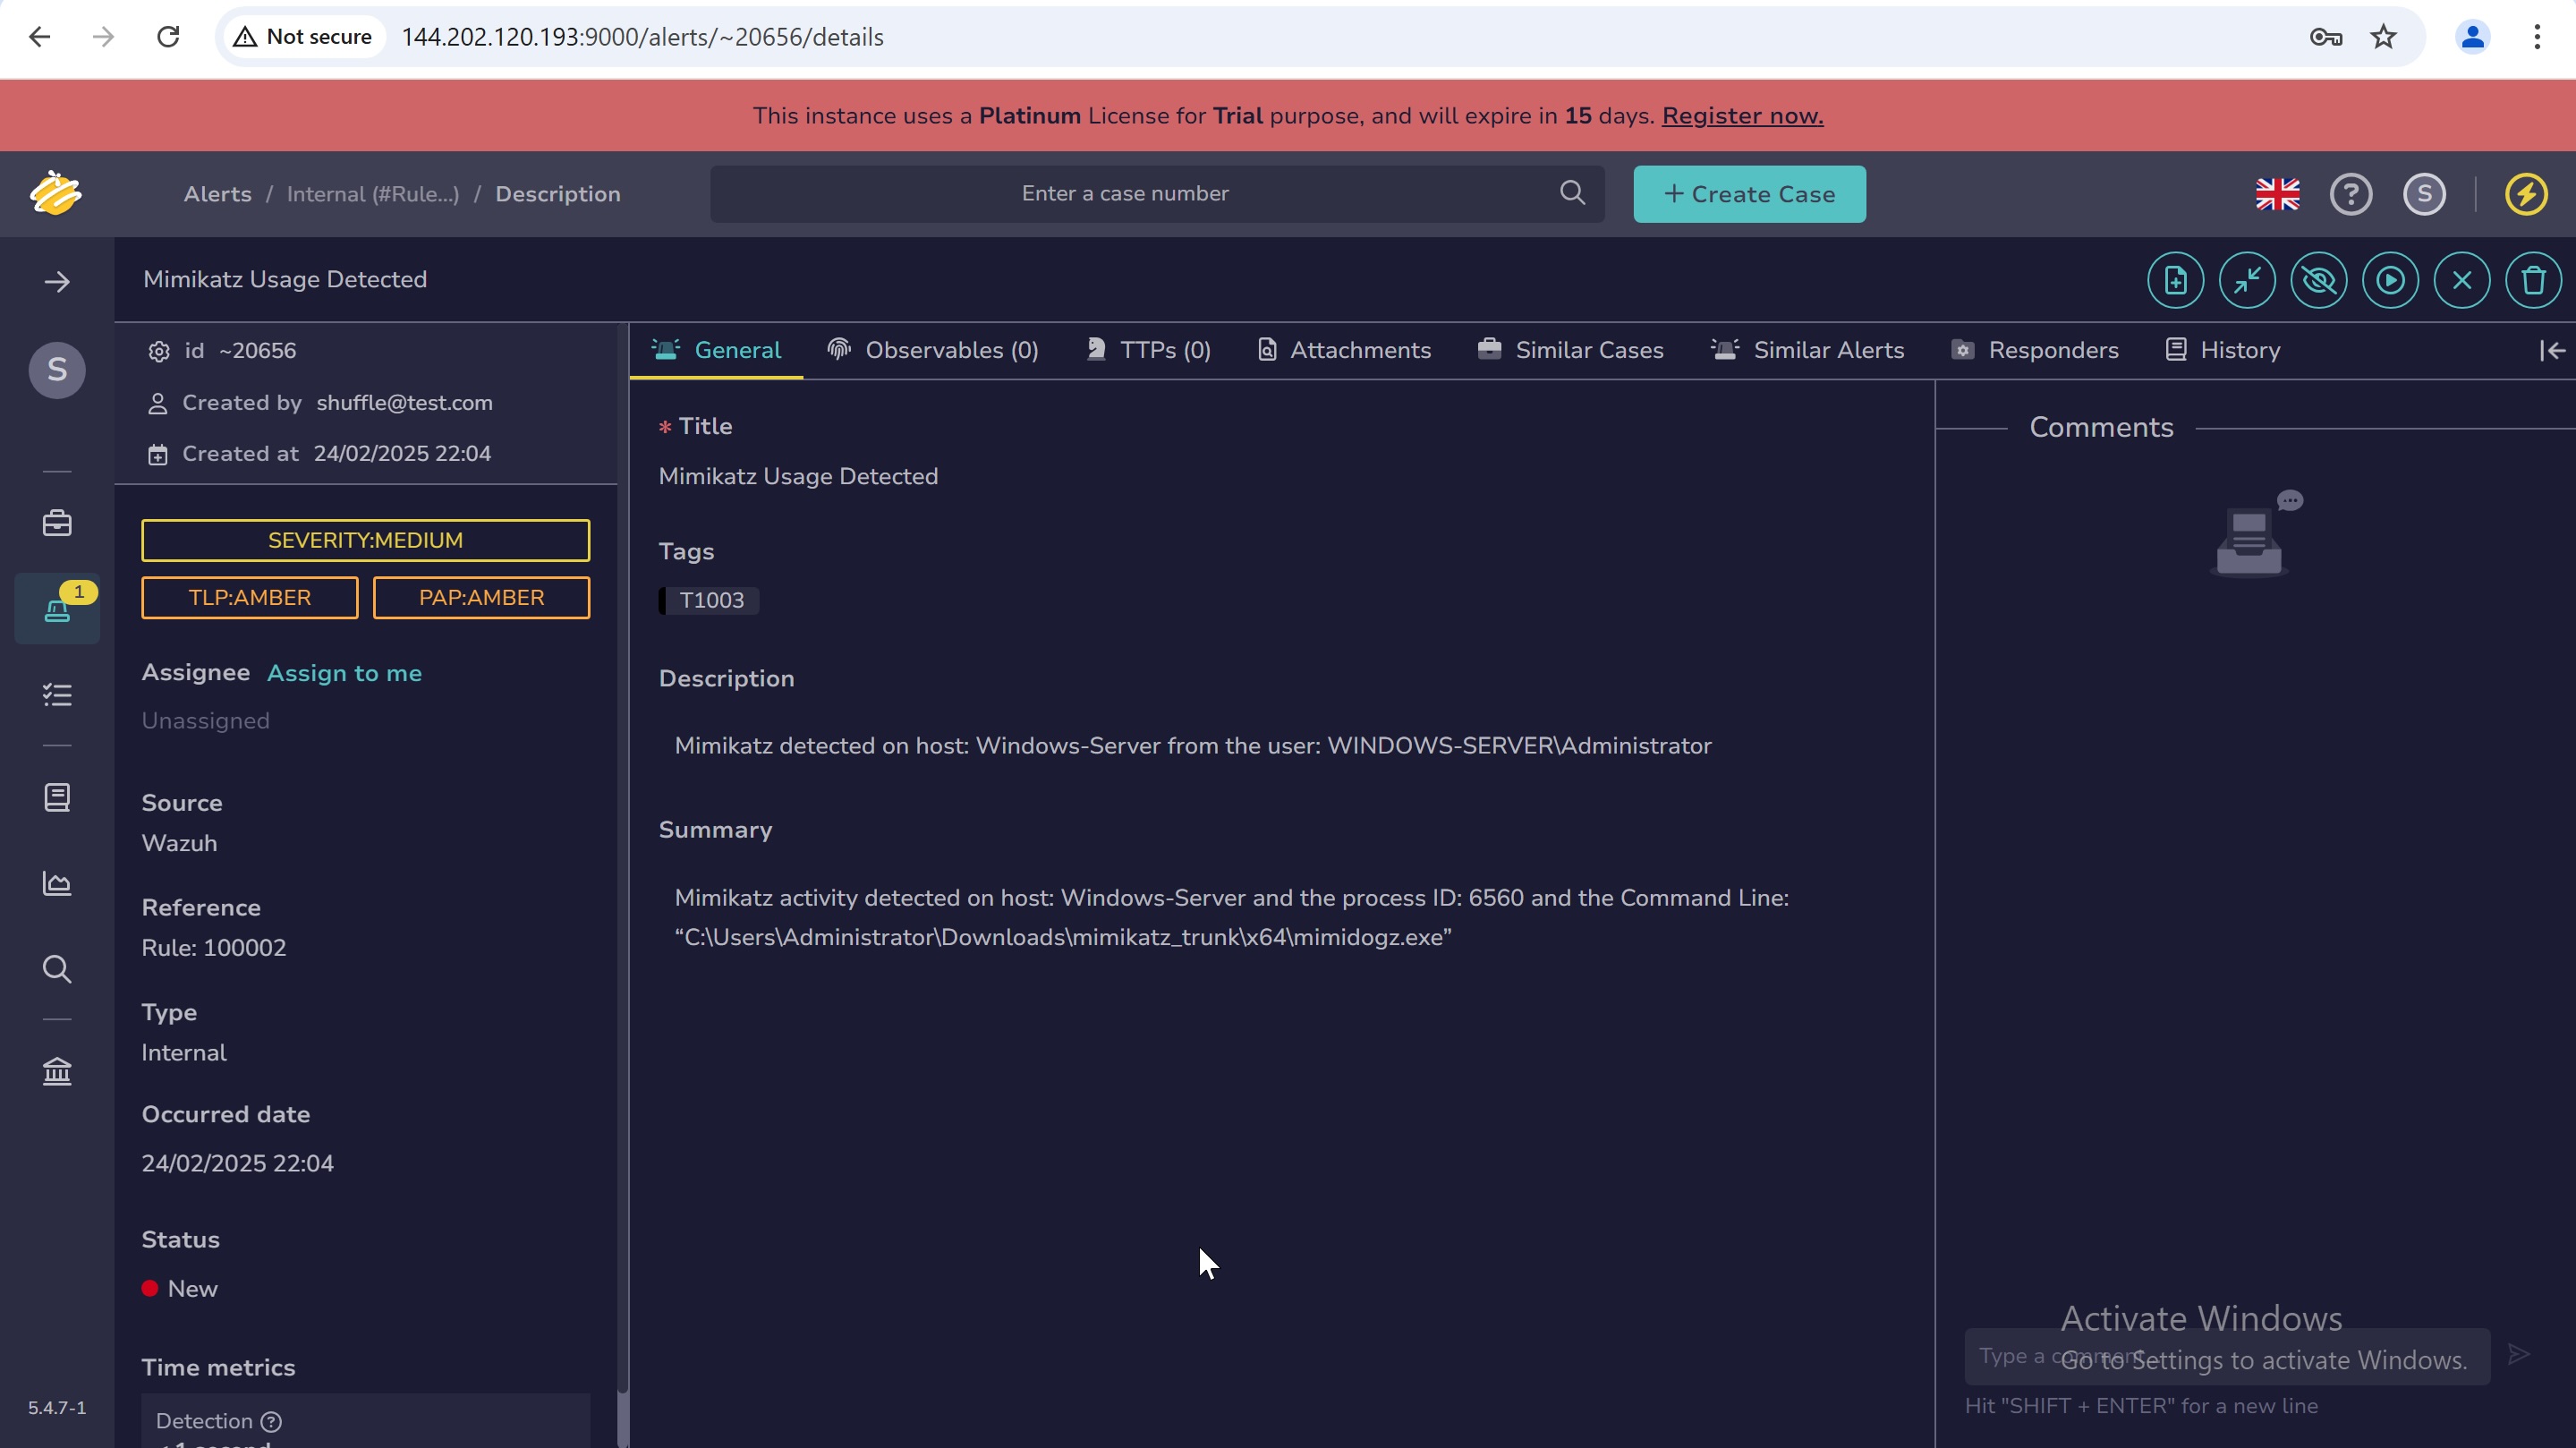 Not secure 144.202.120.193:9000/alerts/~20656/details
This instance uses a Platinum License for Trial purpose, and will expire in 15 days. Register now.
Alerts / Internal (#Rule...) / Description
Enter a case number
+ Create Case
S
Mimikatz Usage Detected
S
1
5.4.7-1
id ~20656
Created by shuffle@test.com
Created at 24/02/2025 22:04
SEVERITY:MEDIUM
TLP:AMBER PAP:AMBER
Assignee Assign to me
Unassigned
Source
Wazuh
Reference
Rule: 100002
Type
Internal
Occurred date
24/02/2025 22:04
Status
New
Time metrics
Detection
General Observables (0) TTPs (0) Attachments Similar Cases Similar Alerts Responders History
* Title
Mimikatz Usage Detected
Tags
T1003
Description
Mimikatz detected on host: Windows-Server from the user: WINDOWS-SERVER\Administrator
Summary
Mimikatz activity detected on host: Windows-Server and the process ID: 6560 and the Command Line:
“C:\Users\Administrator\Downloads\mimikatz_trunk\x64\mimidogz.exe”
Comments
Activate Windows
Type a comment
Go to Settings to activate Windows.
Hit "SHIFT + ENTER" for a new line